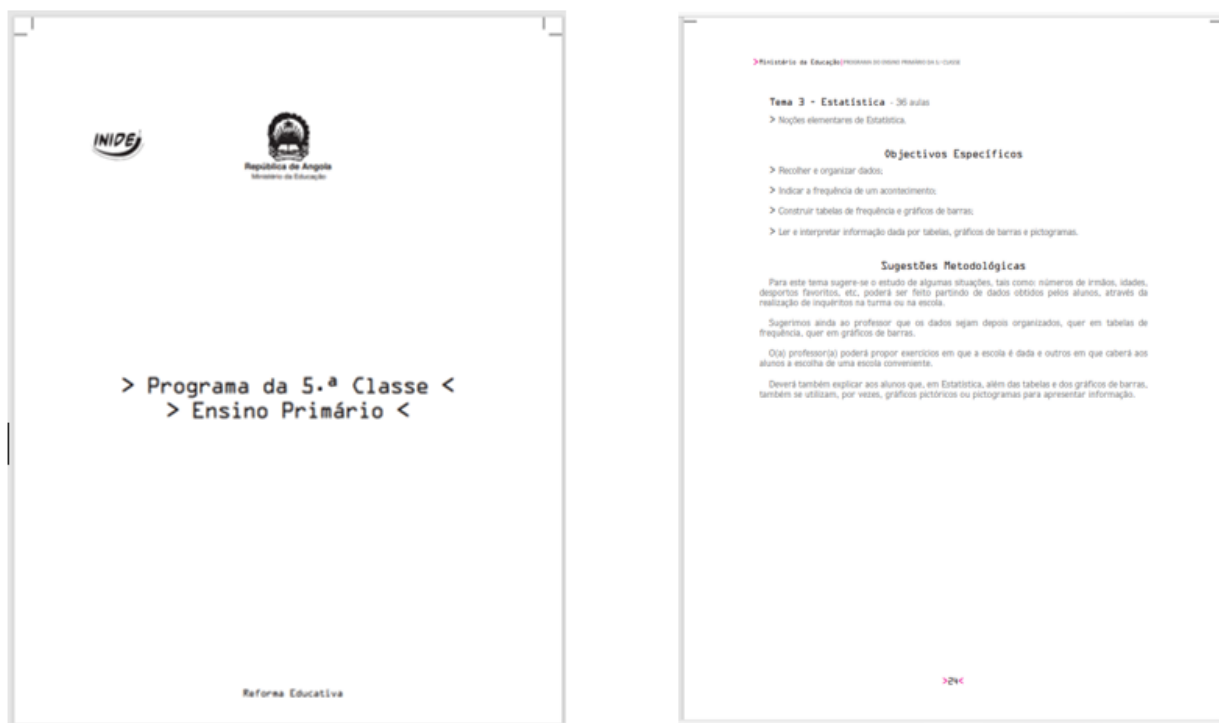 INIDE
República de Angola
Ministério da Educação
> Programa da 5.ª Classe <
> Ensino Primário <
Reforma Educativa
>Ministério da Educação|PROGRAMA DO ENSINO PRIMÁRIO DA 5.ª CLASSE
Tema 3 - Estatística - 36 aulas
> Noções elementares de Estatística.
Objectivos Específicos
> Recolher e organizar dados;
> Indicar a frequência de um acontecimento;
> Construir tabelas de frequência e gráficos de barras;
> Ler e interpretar informação dada por tabelas, gráficos de barras e pictogramas.
Sugestões Metodológicas
Para este tema sugere-se o estudo de algumas situações, tais como: números de irmãos, idades,
desportos favoritos, etc, poderá ser feito partindo de dados obtidos pelos alunos, através da
realização de inquéritos na turma ou na escola.
Sugerimos ainda ao professor que os dados sejam depois organizados, quer em tabelas de
frequência, quer em gráficos de barras.
O(a) professor(a) poderá propor exercícios em que a escola é dada e outros em que caberá aos
alunos a escolha de uma escola conveniente.
Deverá também explicar aos alunos que, em Estatística, além das tabelas e dos gráficos de barras,
também se utilizam, por vezes, gráficos pictóricos ou pictogramas para apresentar informação.
>24<